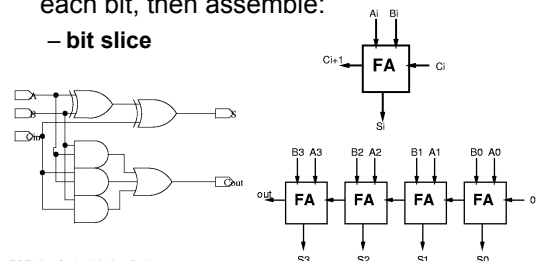 each bit, then assemble:
– bit slice
Ai Bi
Ci+1 FA Ci
Si
A
B
Cin
S
Cout
B3 A3 B2 A2 B1 A1 B0 A0
out FA FA FA FA 0
S3 S2 S1 S0